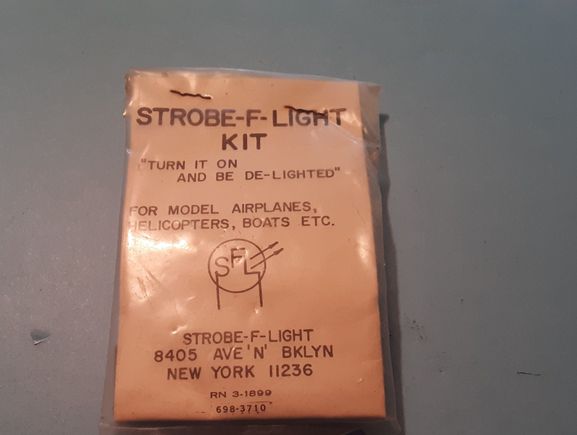 STROBE-F-LIGHT
KIT
"TURN IT ON
AND BE DE-LIGHTED"
FOR MODEL AIRPLANES,
HELICOPTERS, BOATS ETC.
SFL
STROBE-F-LIGHT
8405 AVE 'N' BKLYN
NEW YORK 11236
RN 3-1899
698-3710